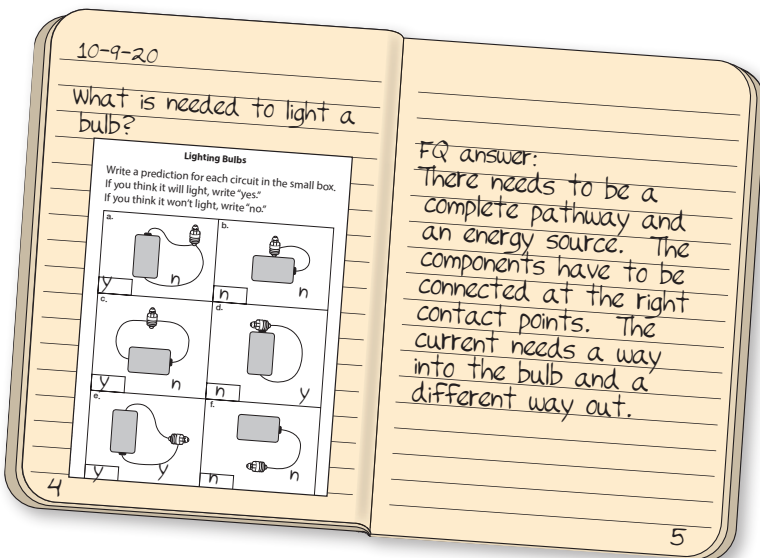 10-9-20
What is needed to light a
bulb?
Lighting Bulbs
Write a prediction for each circuit in the small box.
If you think it will light, write "yes."
If you think it won't light, write "no."
a.
y
n
b.
n
n
c.
y
n
d.
n
y
e.
y
y
f.
n
n
4
FQ answer:
There needs to be a
complete pathway and
an energy source. The
components have to be
connected at the right
contact points. The
current needs a way
into the bulb and a
different way out.
5